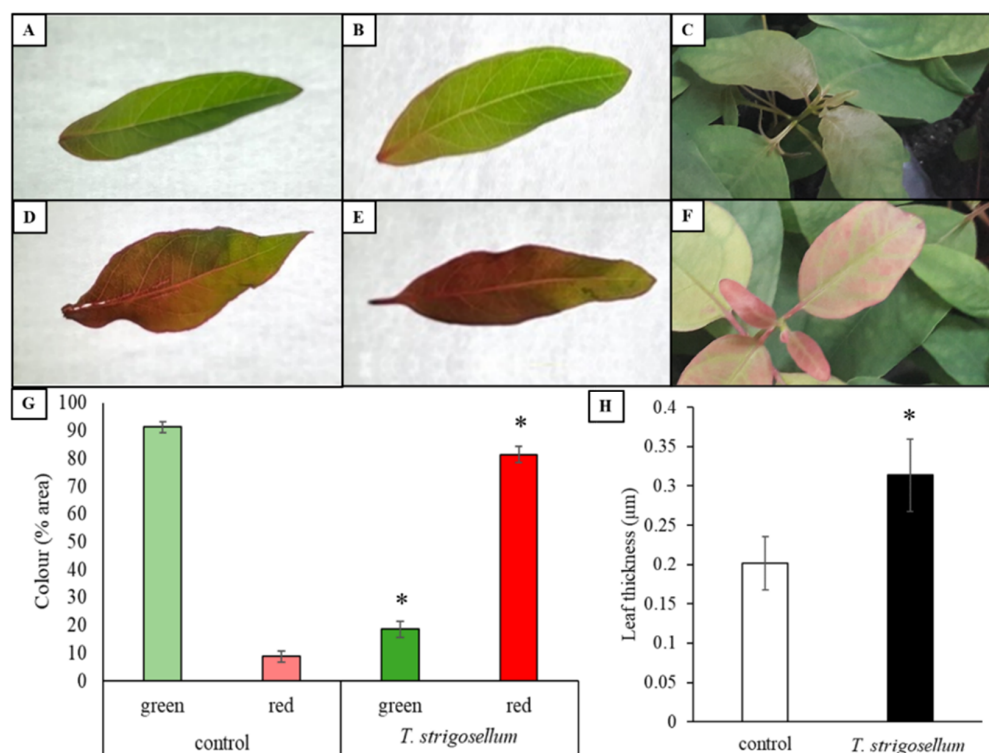 A
B
C
D
E
F
G
H
Colour (% area)
100
90
80
70
60
50
40
30
20
10
0
*
*
green
red
green
red
control
T. strigosellum
Leaf thickness (µm)
0.4
0.35
0.3
0.25
0.2
0.15
0.1
0.05
0
*
control
T. strigosellum